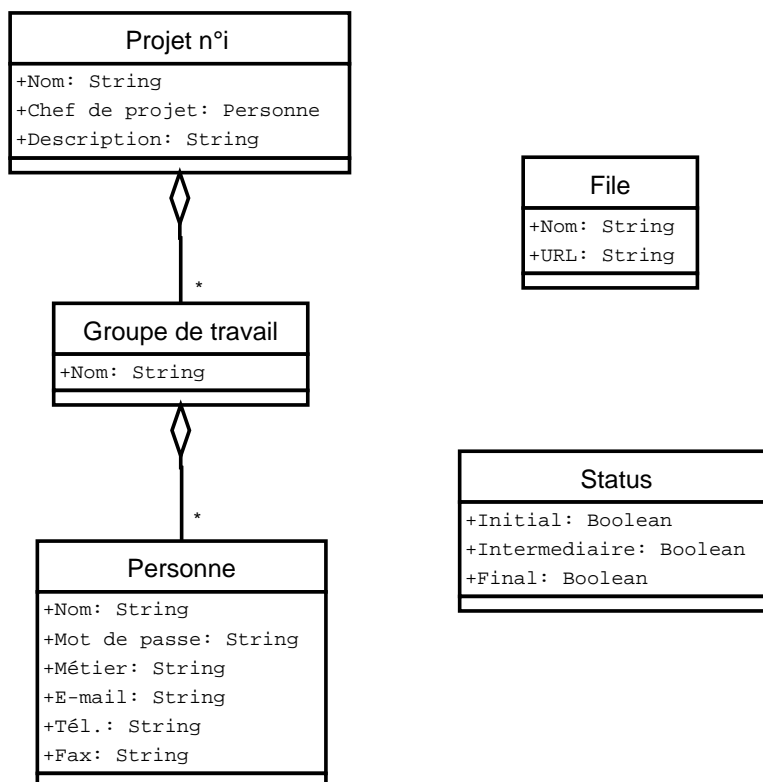 Projet n°i
+Nom: String
+Chef de projet: Personne
+Description: String
*
Groupe de travail
+Nom: String
*
Personne
+Nom: String
+Mot de passe: String
+Métier: String
+E-mail: String
+Tél.: String
+Fax: String
File
+Nom: String
+URL: String
Status
+Initial: Boolean
+Intermediaire: Boolean
+Final: Boolean